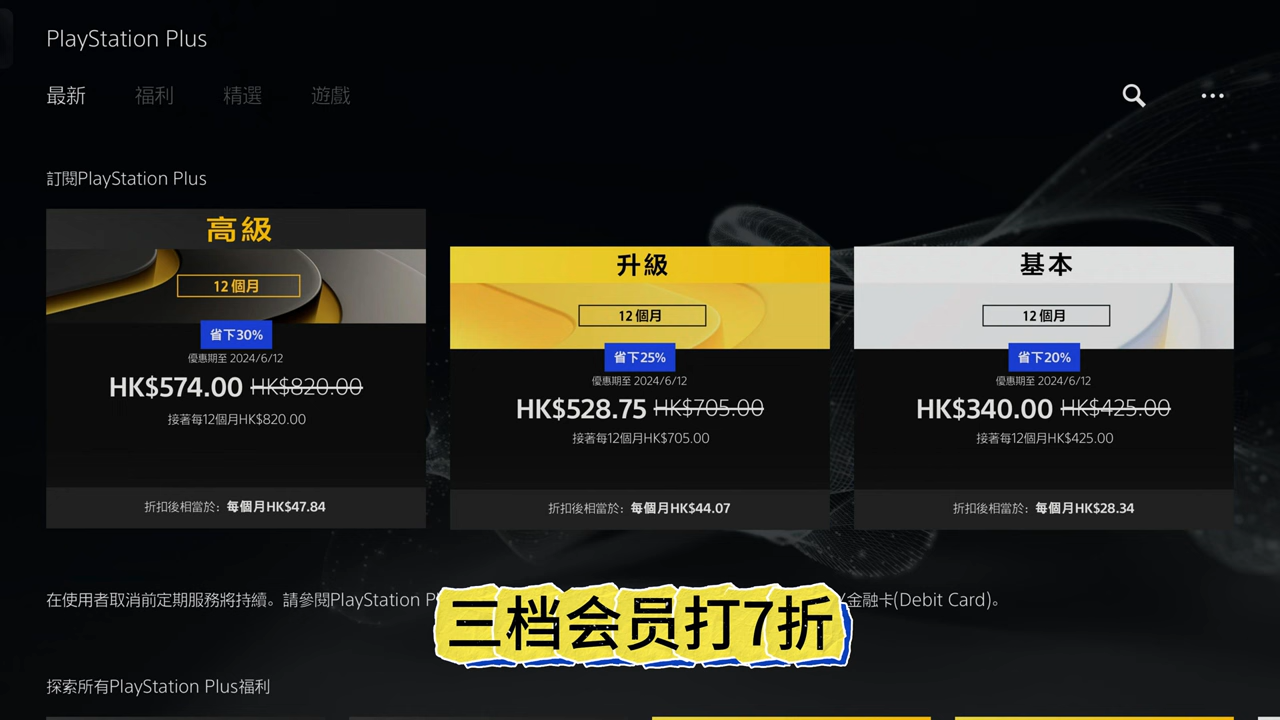 PlayStation Plus
最新
福利
精選
遊戲
訂閱PlayStation Plus
高級
12 個月
省下30%
優惠期至 2024/6/12
HK$574.00 HK$820.00
接著每12個月HK$820.00
折扣後相當於：每個月HK$47.84
升級
12 個月
省下25%
優惠期至 2024/6/12
HK$528.75 HK$705.00
接著每12個月HK$705.00
折扣後相當於：每個月HK$44.07
基本
12 個月
省下20%
優惠期至 2024/6/12
HK$340.00 HK$425.00
接著每12個月HK$425.00
折扣後相當於：每個月HK$28.34
在使用者取消前定期服務將持續。請參閱PlayStation 金融卡(Debit Card)。
三档会员打7折
探索所有PlayStation Plus福利